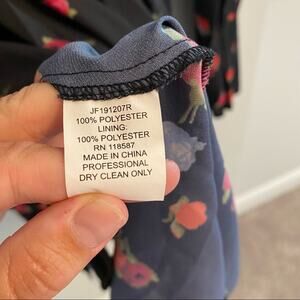 JF191207R
100% POLYESTER
LINING:
100% POLYESTER
RN 118587
MADE IN CHINA
PROFESSIONAL
DRY CLEAN ONLY